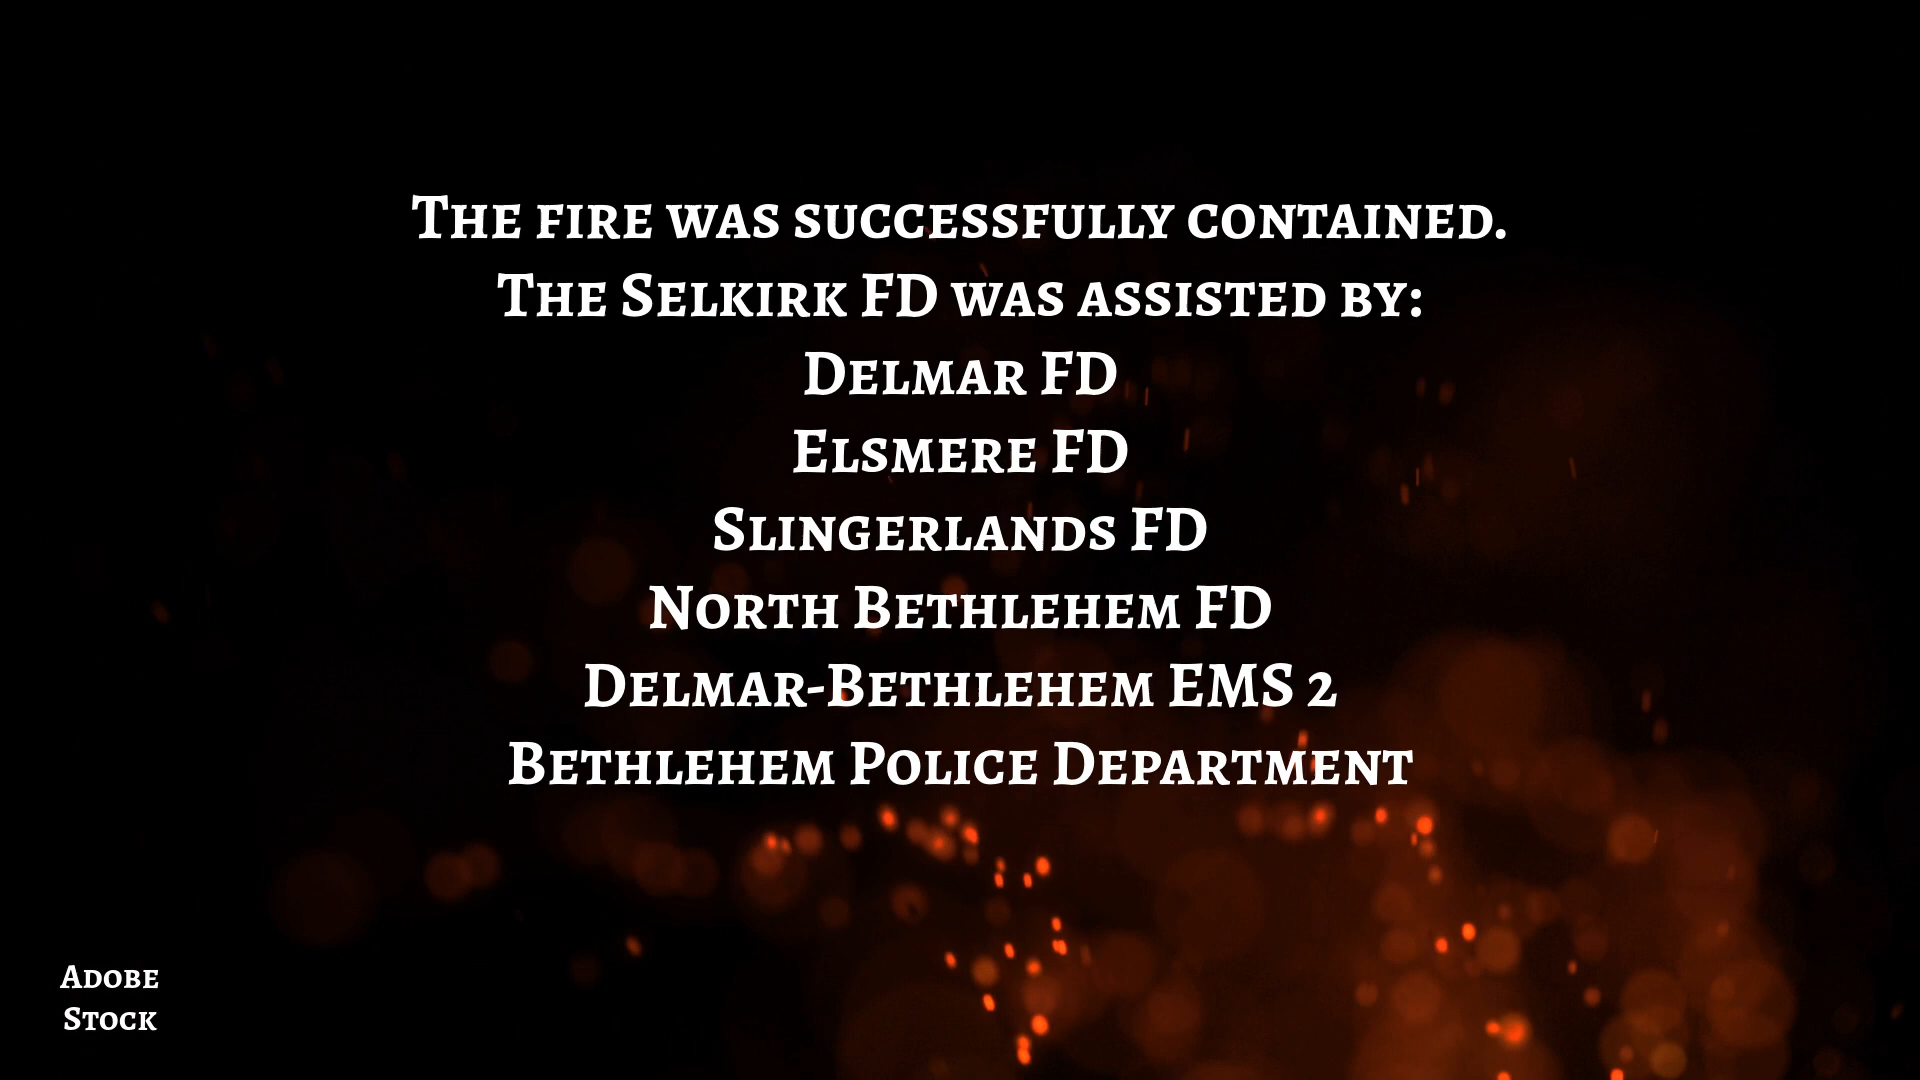 The fire was successfully contained.
The Selkirk FD was assisted by:
Delmar FD
Elsmere FD
Slingerlands FD
North Bethlehem FD
Delmar-Bethlehem EMS 2
Bethlehem Police Department
Adobe
Stock